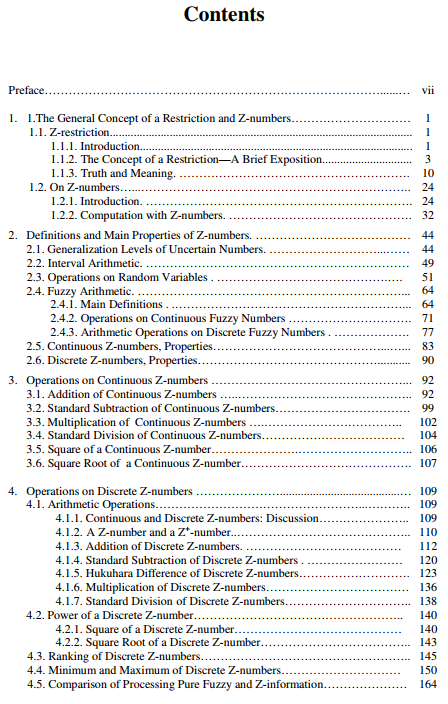 Contents
Preface……………………………………………………………………........… vii
1. 1.The General Concept of a Restriction and Z-numbers………………………… 1
1.1. Z-restriction........................................................................................ 1
1.1.1. Introduction................................................................................ 1
1.1.2. The Concept of a Restriction—A Brief Exposition........................... 3
1.1.3. Truth and Meaning. ………………………………………………… 10
1.2. On Z-numbers…...……………………………………………………….. 24
1.2.1. Introduction. ………………………………………………………… 24
1.2.2. Computation with Z-numbers. ……………………………………… 32
2. Definitions and Main Properties of Z-numbers. ………………………………… 44
2.1. Generalization Levels of Uncertain Numbers. ……………………………...…… 44
2.2. Interval Arithmetic. ………………………………………………………… 49
2.3. Operations on Random Variables . ………………………………………… 51
2.4. Fuzzy Arithmetic. …………………………………………………………… 64
2.4.1. Main Definitions . …………………………………………………… 64
2.4.2. Operations on Continuous Fuzzy Numbers ………………………… 71
2.4.3. Arithmetic Operations on Discrete Fuzzy Numbers . ……………… 77
2.5. Continuous Z-numbers, Properties………………………………………...... 83
2.6. Discrete Z-numbers, Properties……………………………………………... 90
3. Operations on Continuous Z-numbers ………………………………………… 92
3.1. Addition of Continuous Z-numbers ………………………………………… 92
3.2. Standard Subtraction of Continuous Z-numbers…………………………… 99
3.3. Multiplication of Continuous Z-numbers ………………………………….. 102
3.4. Standard Division of Continuous Z-numbers……………………………… 104
3.5. Square of a Continuous Z-number………………………………………….. 106
3.6. Square Root of a Continuous Z-number…………………………………… 107
4. Operations on Discrete Z-numbers ……………........................................…. 109
4.1. Arithmetic Operations……………………………………………………… 109
4.1.1. Continuous and Discrete Z-numbers: Discussion………………….. 109
4.1.2. A Z-number and a Z⁺-number...…………………………………… 110
4.1.3. Addition of Discrete Z-numbers. ………………………………… 112
4.1.4. Standard Subtraction of Discrete Z-numbers . …………………… 120
4.1.5. Hukuhara Difference of Discrete Z-numbers……………………… 123
4.1.6. Multiplication of Discrete Z-numbers……………………………… 136
4.1.7. Standard Division of Discrete Z-numbers………………………… 138
4.2. Power of a Discrete Z-number…………………………………………….. 140
4.2.1. Square of a Discrete Z-number…………………………………… 140
4.2.2. Square Root of a Discrete Z-number……………………………… 143
4.3. Ranking of Discrete Z-numbers…………………………………………… 145
4.4. Minimum and Maximum of Discrete Z-numbers………………………… 150
4.5. Comparison of Processing Pure Fuzzy and Z-information………………… 164